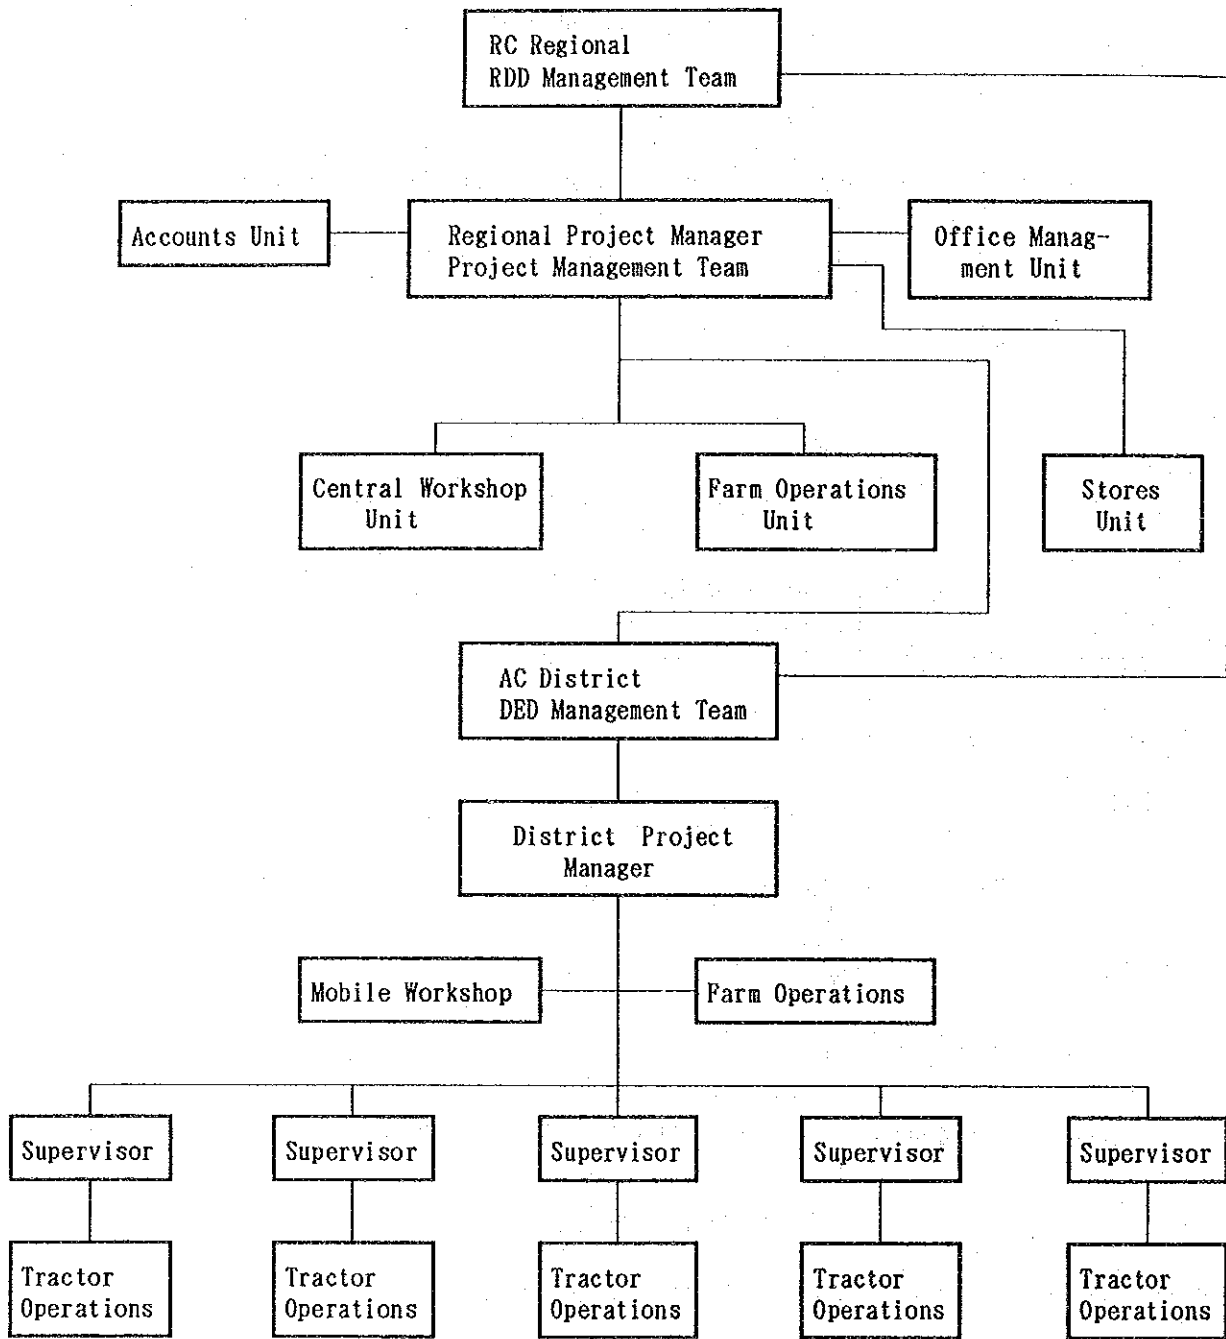 RC Regional
RDD Management Team
Accounts Unit
Regional Project Manager
Project Management Team
Office Manag-
ment Unit
Central Workshop
Unit
Farm Operations
Unit
Stores
Unit
AC District
DED Management Team
District Project
Manager
Mobile Workshop
Farm Operations
Supervisor
Supervisor
Supervisor
Supervisor
Supervisor
Tractor
Operations
Tractor
Operations
Tractor
Operations
Tractor
Operations
Tractor
Operations